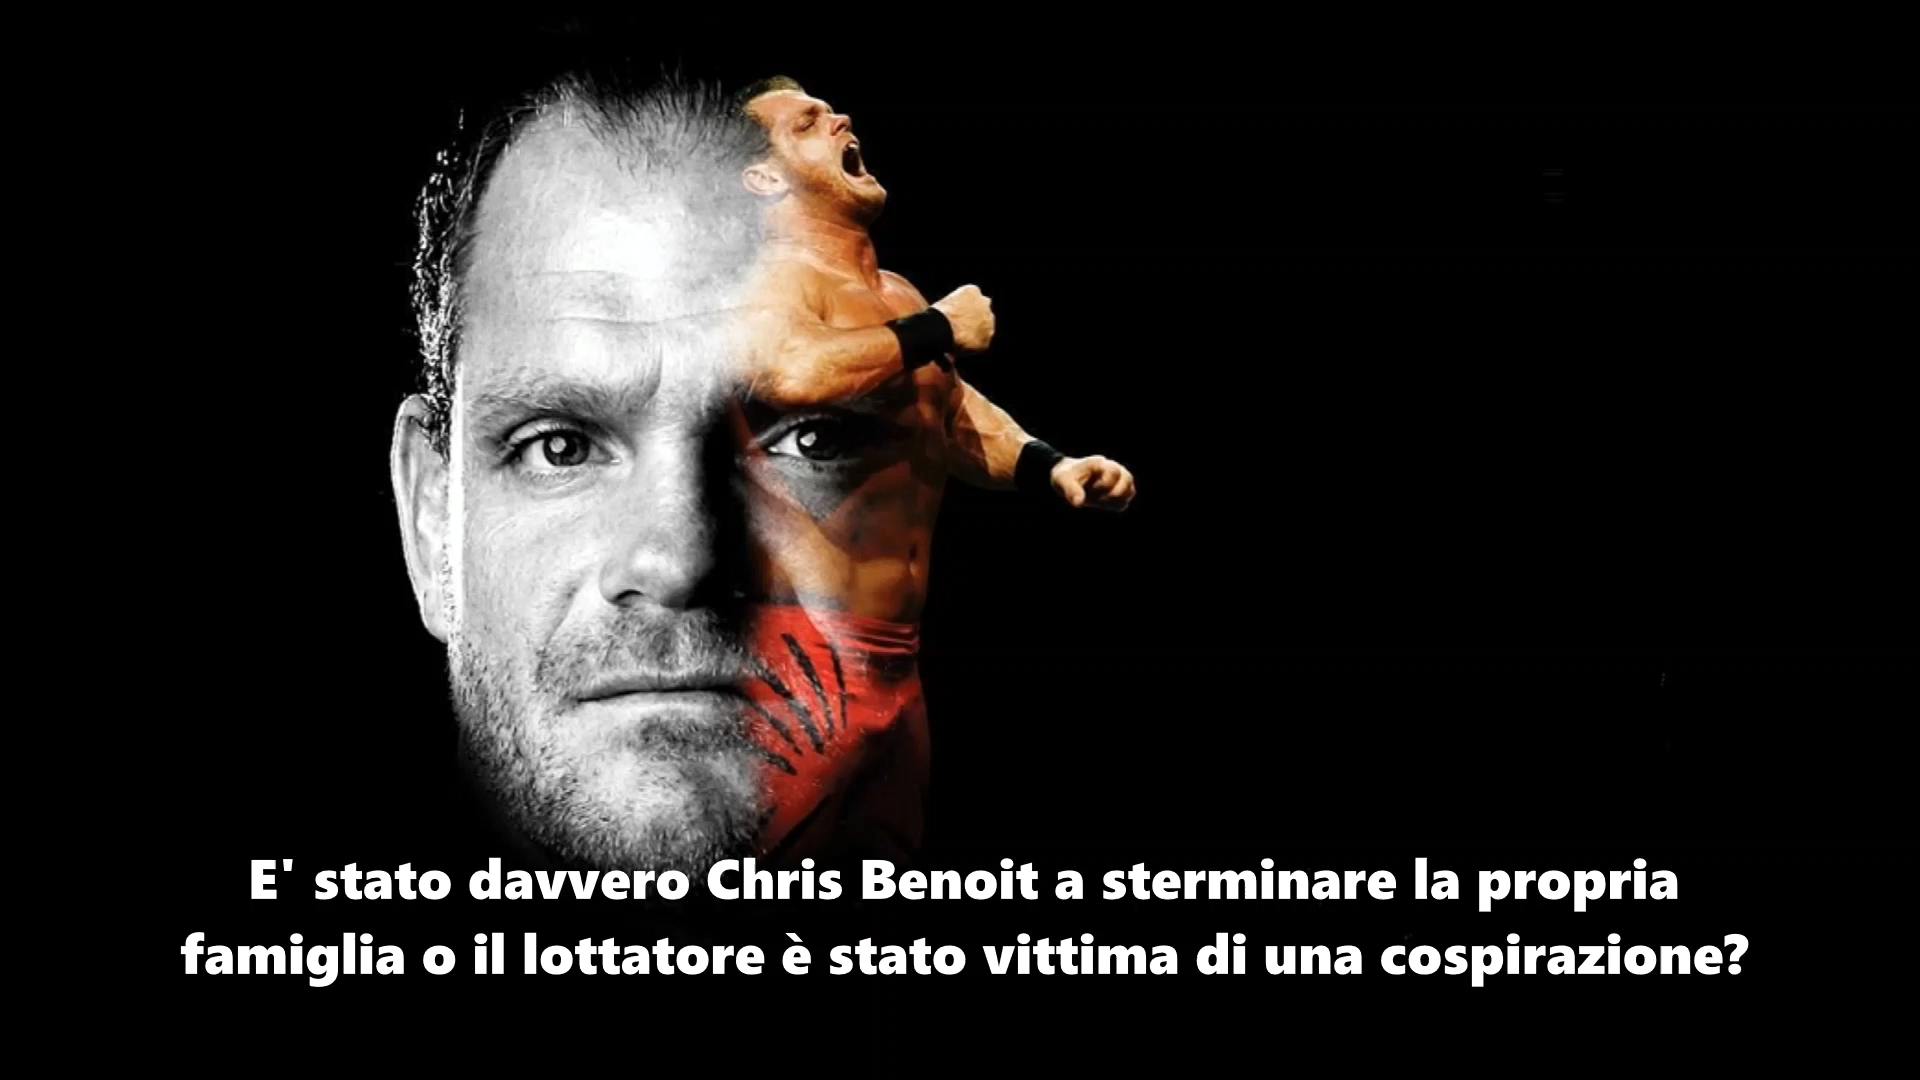 E' stato davvero Chris Benoit a sterminare la propria
famiglia o il lottatore è stato vittima di una cospirazione?